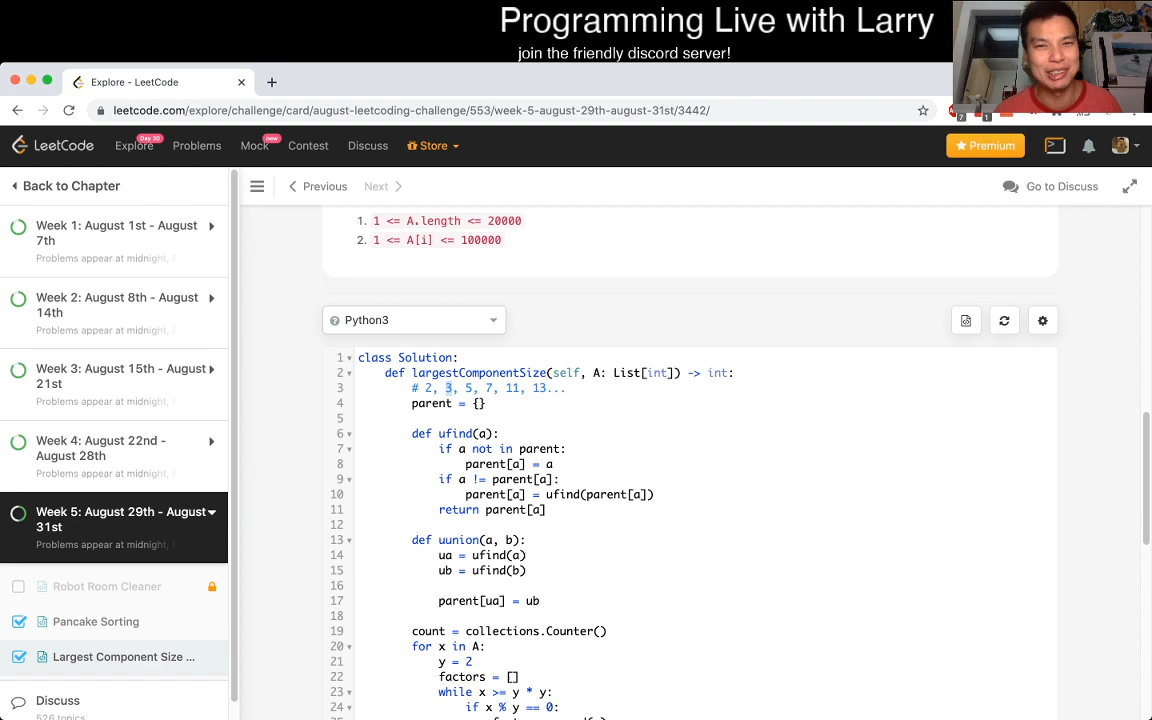 Programming Live with Larry
join the friendly discord server!
Explore - LeetCode
leetcode.com/explore/challenge/card/august-leetcoding-challenge/553/week-5-august-29th-august-31st/3442/
7 1
LeetCode
Explore
Day 30
Problems
Mock
new
Contest
Discuss
Store
Premium
Back to Chapter
Previous
Next
Go to Discuss
Week 1: August 1st - August
7th
Problems appear at midnight,
Week 2: August 8th - August
14th
Problems appear at midnight,
Week 3: August 15th - August
21st
Problems appear at midnight,
Week 4: August 22nd -
August 28th
Problems appear at midnight,
Week 5: August 29th - August
31st
Problems appear at midnight,
Robot Room Cleaner
Pancake Sorting
Largest Component Size ...
Discuss
526 topics
1. 1 <= A.length <= 20000
2. 1 <= A[i] <= 100000
Python3
1 class Solution:
2 def largestComponentSize(self, A: List[int]) -> int:
3 # 2, 3, 5, 7, 11, 13...
4 parent = {}
5
6 def ufind(a):
7 if a not in parent:
8 parent[a] = a
9 if a != parent[a]:
10 parent[a] = ufind(parent[a])
11 return parent[a]
12
13 def uunion(a, b):
14 ua = ufind(a)
15 ub = ufind(b)
16
17 parent[ua] = ub
18
19 count = collections.Counter()
20 for x in A:
21 y = 2
22 factors = []
23 while x >= y * y:
24 if x % y == 0: